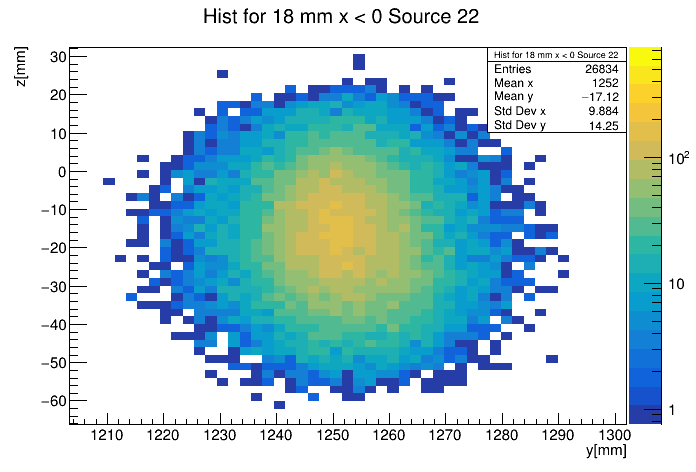 Hist for 18 mm x < 0 Source 22
z[mm]
30
20
10
0
−10
−20
−30
−40
−50
−60
1210 1220 1230 1240 1250 1260 1270 1280 1290 1300
y[mm]
Hist for 18 mm x < 0 Source 22
Entries 26834
Mean x 1252
Mean y −17.12
Std Dev x 9.884
Std Dev y 14.25
10²
10
1